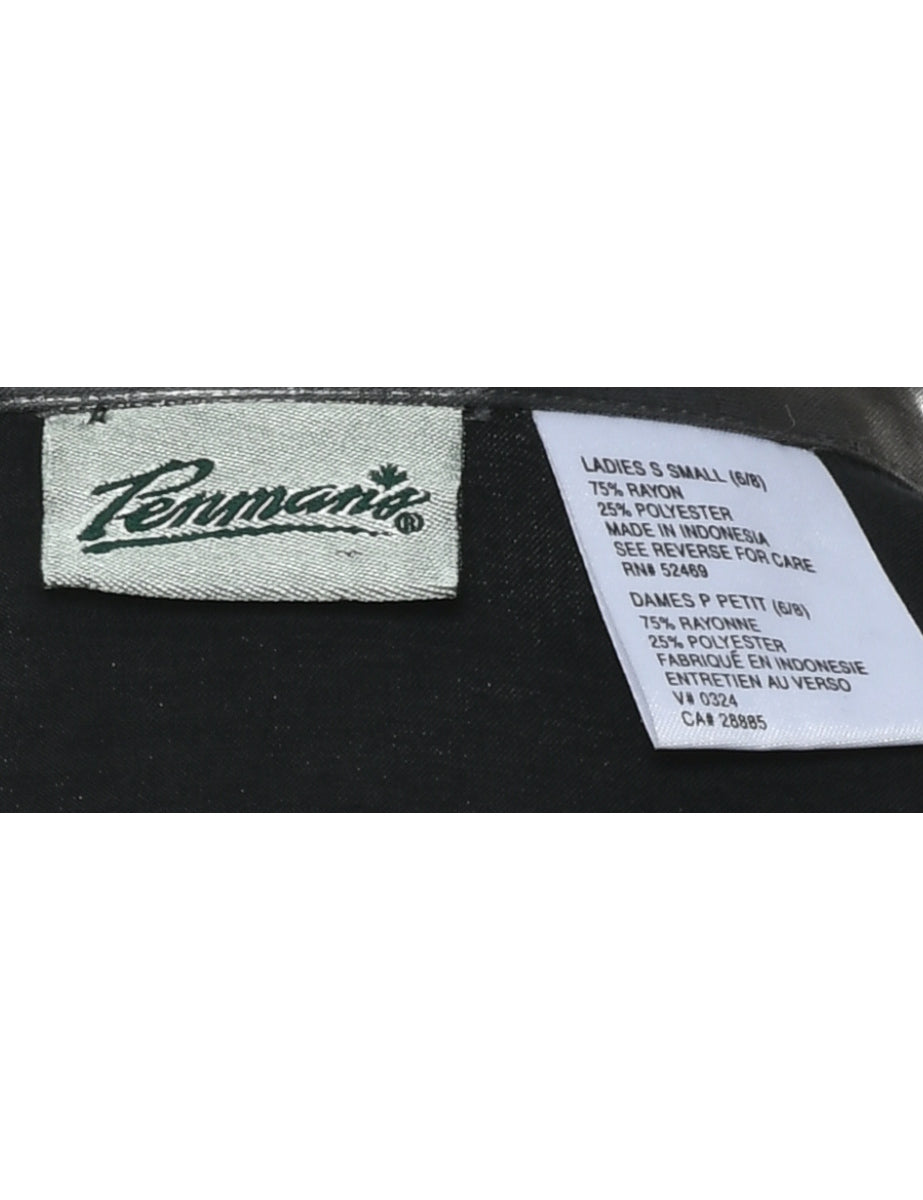 Penmans®
LADIES S SMALL (6/8)
75% RAYON
25% POLYESTER
MADE IN INDONESIA
SEE REVERSE FOR CARE
RN# 52469
DAMES P PETIT (6/8)
75% RAYONNE
25% POLYESTER
FABRIQUÉ EN INDONESIE
ENTRETIEN AU VERSO
V# 0324
CA# 28885